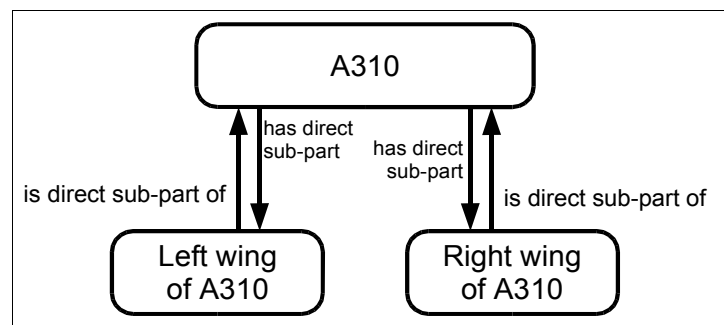 A310
has direct
sub-part
has direct
sub-part
is direct sub-part of
is direct sub-part of
Left wing
of A310
Right wing
of A310